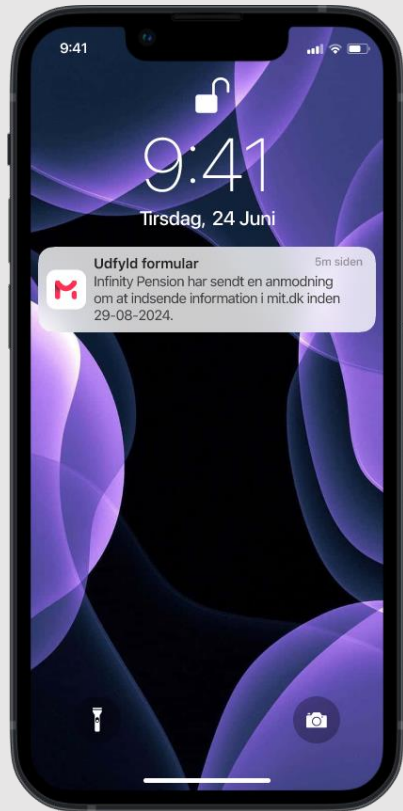 9:41
9:41
Tirsdag, 24 Juni
Udfyld formular
5m siden
Infinity Pension har sendt en anmodning
om at indsende information i mit.dk inden
29-08-2024.